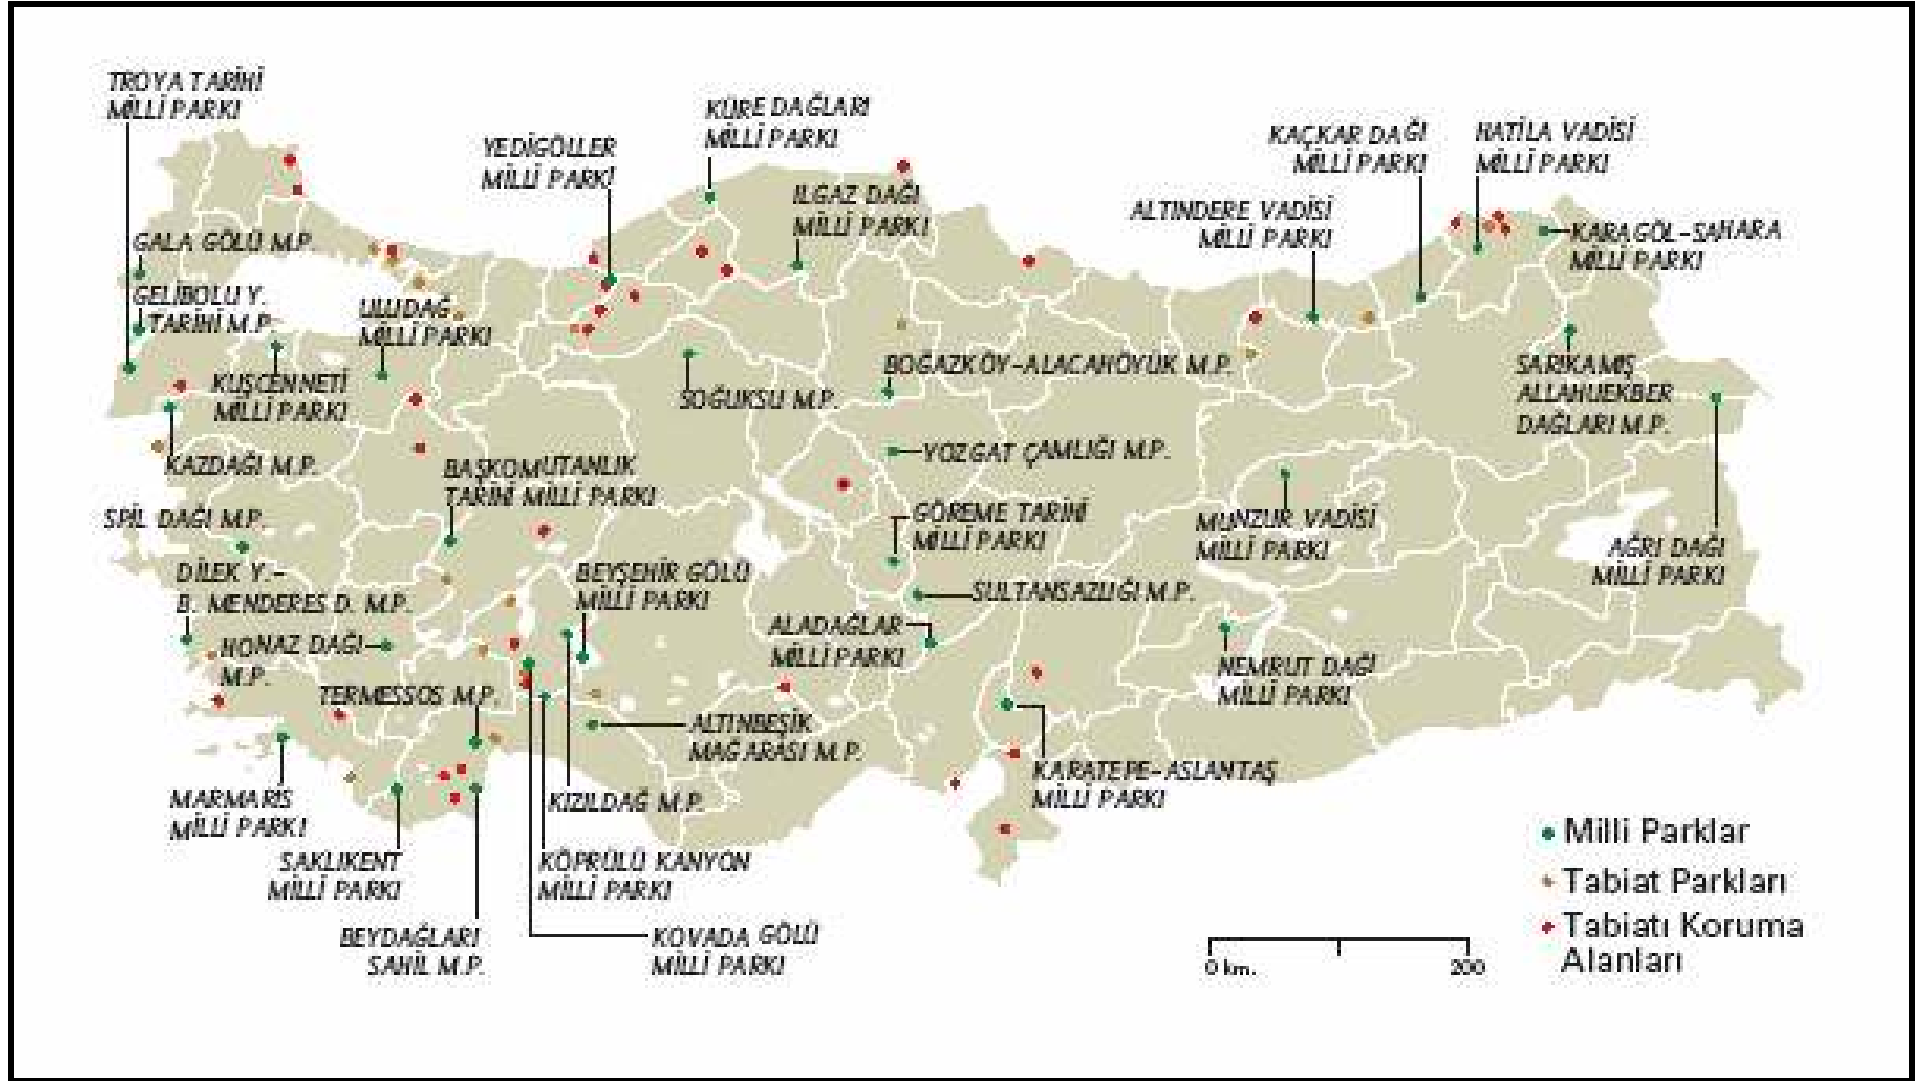 TROYA TARİHİ
MİLLİ PARKI
KÜRE DAĞLARI
MİLLİ PARKI
YEDİGÖLLER
MİLLİ PARKI
KAÇKAR DAĞI
MİLLİ PARKI
HATİLA VADİSİ
MİLLİ PARKI
ILGAZ DAĞI
MİLLİ PARKI
ALTINDERE VADİSİ
MİLLİ PARKI
KARAGÖL-SAHARA
MİLLİ PARKI
GALA GÖLÜ M.P.
GELİBOLU Y.
TARİHİ M.P.
ULUDAĞ
MİLLİ PARKI
KUŞCENNETİ
MİLLİ PARKI
SOĞUKSU M.P.
BOĞAZKÖY-ALACAHÖYÜK M.P.
SARIKAMIŞ
ALLAHUEKBER
DAĞLARI M.P.
KAZDAĞI M.P.
BAŞKOMUTANLIK
TARİHİ MİLLİ PARKI
YOZGAT ÇAMLIĞI M.P.
SPİL DAĞI M.P.
GÖREME TARİHİ
MİLLİ PARKI
MUNZUR VADİSİ
MİLLİ PARKI
AĞRI DAĞI
MİLLİ PARKI
DİLEK Y.-
B. MENDERES D. M.P.
BEYŞEHİR GÖLÜ
MİLLİ PARKI
SULTANSAZLIĞI M.P.
HONAZ DAĞI
M.P.
ALADAĞLAR
MİLLİ PARKI
NEMRUT DAĞI
MİLLİ PARKI
TERMESSOS M.P.
ALTINBEŞİK
MAĞARASI M.P.
KARATEPE-ASLANTAŞ
MİLLİ PARKI
MARMARİS
MİLLİ PARKI
KIZILDAĞ M.P.
SAKLIKENT
MİLLİ PARKI
KÖPRÜLÜ KANYON
MİLLİ PARKI
BEYDAĞLARI
SAHİL M.P.
KOVADA GÖLÜ
MİLLİ PARKI
Milli Parklar
Tabiat Parkları
Tabiatı Koruma
Alanları
0 km.
200